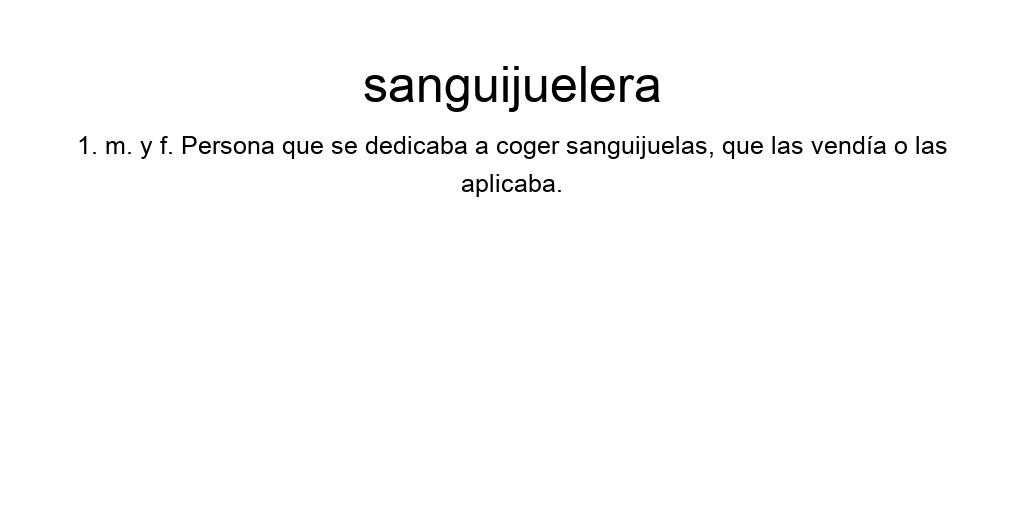 sanguijuelera
1. m. y f. Persona que se dedicaba a coger sanguijuelas, que las vendía o las
aplicaba.